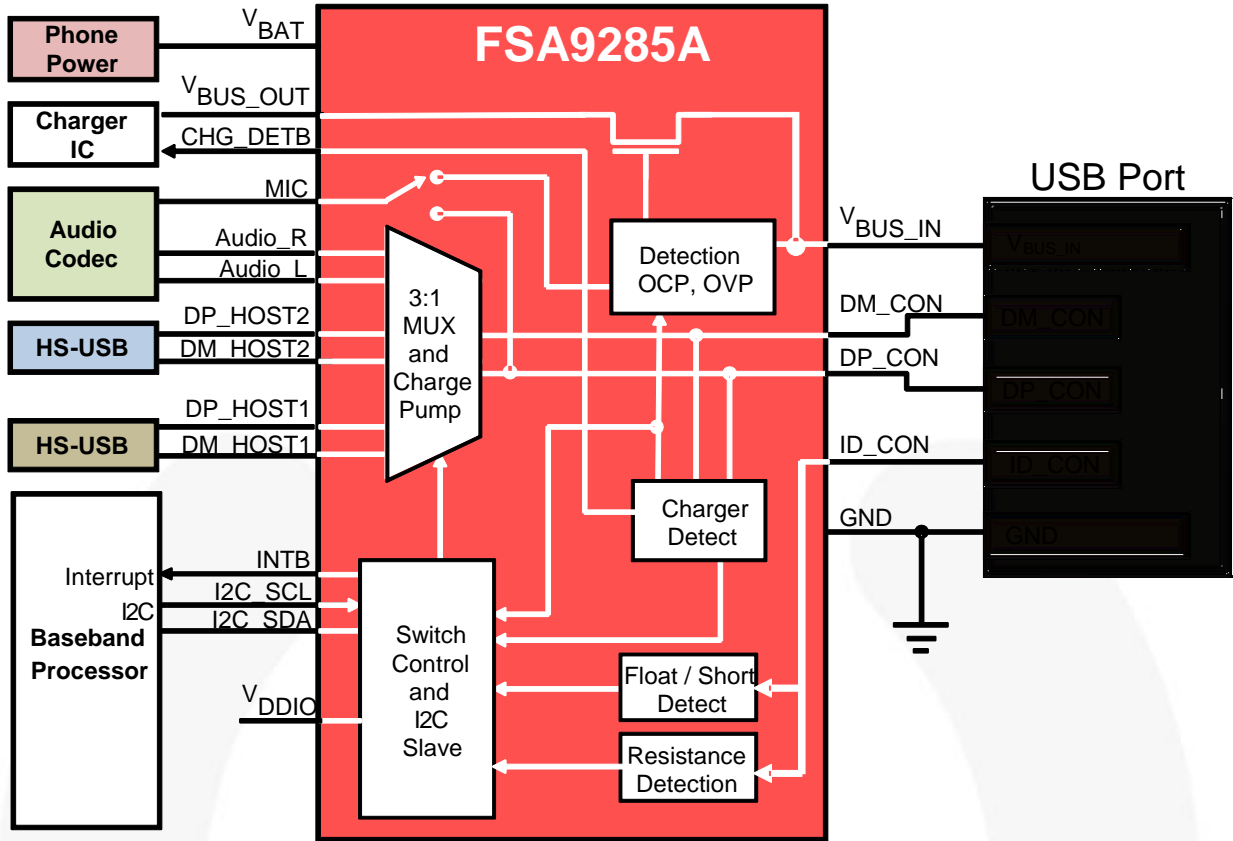 FSA9285A
Phone
Power
VBAT
VBUS_OUT
Charger
IC
CHG_DETB
MIC
Audio
Codec
Audio_R
Audio_L
DP_HOST2
HS-USB
DM_HOST2
DP_HOST1
HS-USB
DM_HOST1
Interrupt
I2C
Baseband
Processor
INTB
I2C_SCL
I2C_SDA
VDDIO
3:1
MUX
and
Charge
Pump
Detection
OCP, OVP
Charger
Detect
Switch
Control
and
I2C
Slave
Float / Short
Detect
Resistance
Detection
VBUS_IN
DM_CON
DP_CON
ID_CON
GND
USB Port
VBUS_IN
DM_CON
DP_CON
ID_CON
GND